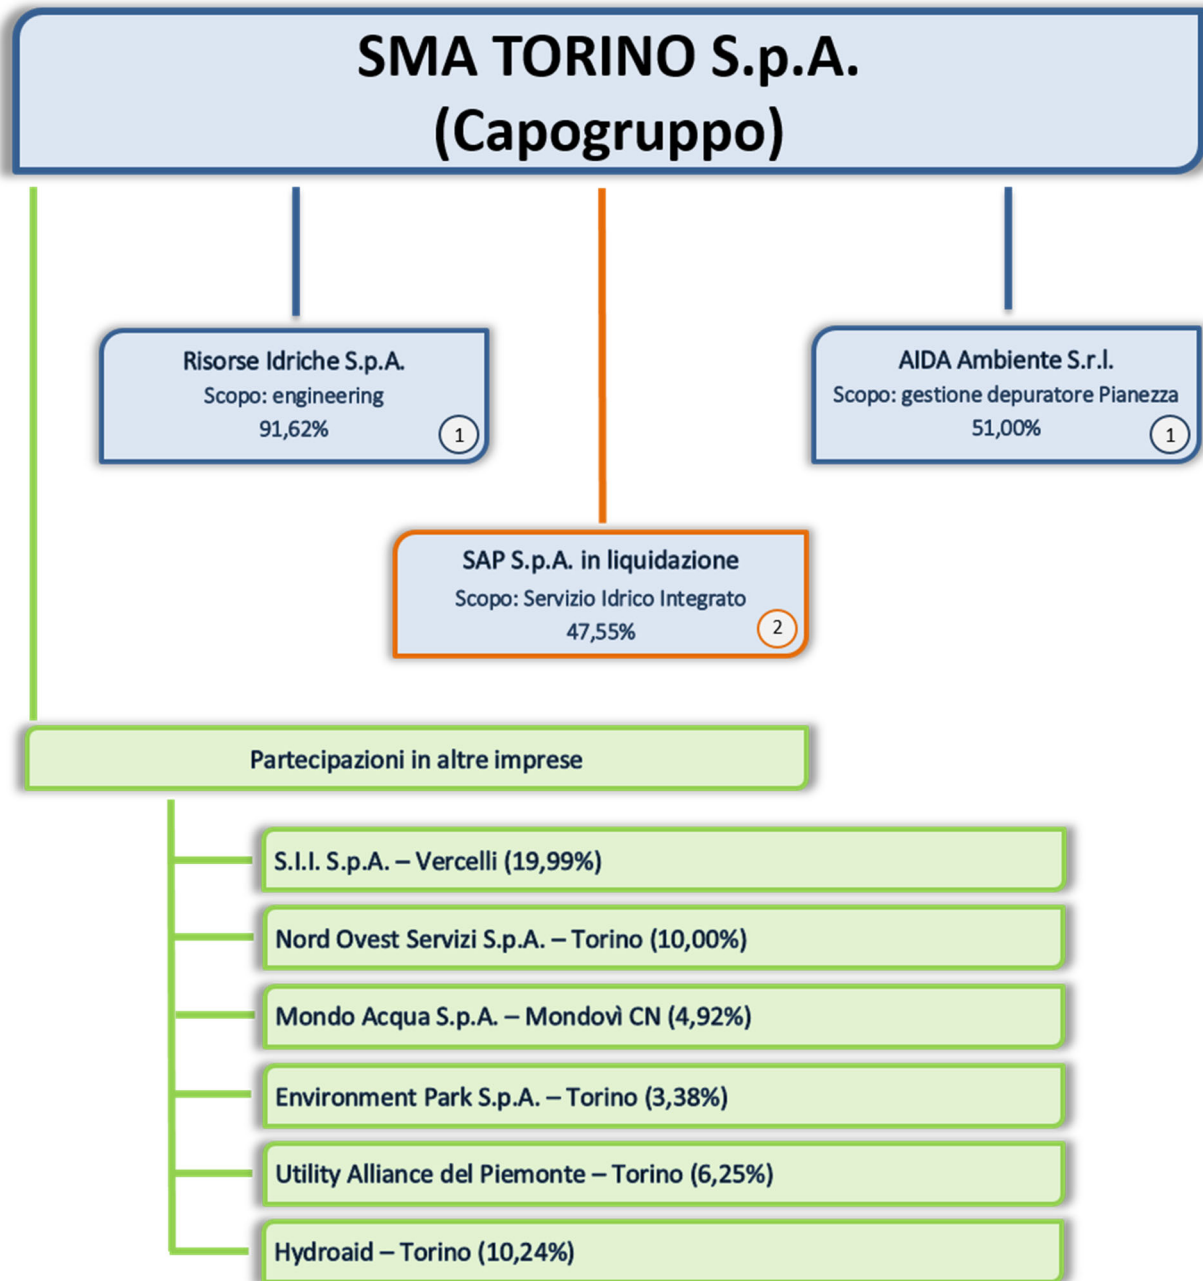 SMA TORINO S.p.A.
(Capogruppo)
Risorse Idriche S.p.A.
Scopo: engineering
91,62%
1
AIDA Ambiente S.r.l.
Scopo: gestione depuratore Pianezza
51,00%
1
SAP S.p.A. in liquidazione
Scopo: Servizio Idrico Integrato
47,55%
2
Partecipazioni in altre imprese
S.I.I. S.p.A. – Vercelli (19,99%)
Nord Ovest Servizi S.p.A. – Torino (10,00%)
Mondo Acqua S.p.A. – Mondovì CN (4,92%)
Environment Park S.p.A. – Torino (3,38%)
Utility Alliance del Piemonte – Torino (6,25%)
Hydroaid – Torino (10,24%)